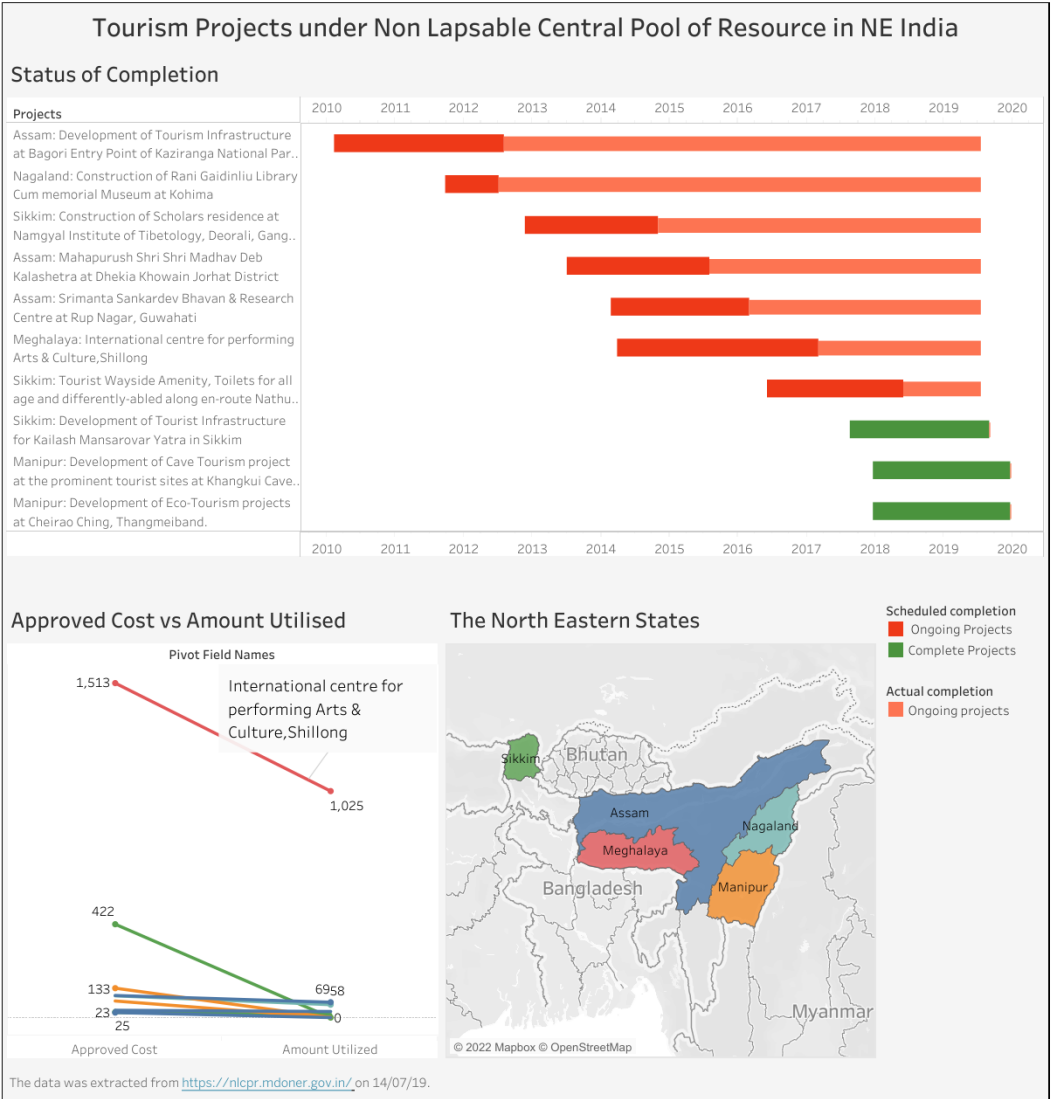 Tourism Projects under Non Lapsable Central Pool of Resource in NE India
Status of Completion
Projects
2010 2011 2012 2013 2014 2015 2016 2017 2018 2019 2020
Assam: Development of Tourism Infrastructure
at Bagori Entry Point of Kaziranga National Par..
Nagaland: Construction of Rani Gaidinliu Library
Cum memorial Museum at Kohima
Sikkim: Construction of Scholars residence at
Namgyal Institute of Tibetology, Deorali, Gang..
Assam: Mahapurush Shri Shri Madhav Deb
Kalashetra at Dhekia Khowain Jorhat District
Assam: Srimanta Sankardev Bhavan & Research
Centre at Rup Nagar, Guwahati
Meghalaya: International centre for performing
Arts & Culture,Shillong
Sikkim: Tourist Wayside Amenity, Toilets for all
age and differently-abled along en-route Nathu..
Sikkim: Development of Tourist Infrastructure
for Kailash Mansarovar Yatra in Sikkim
Manipur: Development of Cave Tourism project
at the prominent tourist sites at Khangkui Cave..
Manipur: Development of Eco-Tourism projects
at Cheirao Ching, Thangmeiband.
2010 2011 2012 2013 2014 2015 2016 2017 2018 2019 2020
Approved Cost vs Amount Utilised
Pivot Field Names
1,513
International centre for
performing Arts &
Culture,Shillong
1,025
422
133
6958
23
0
25
Approved Cost Amount Utilized
The North Eastern States
Sikkim
Bhutan
Assam
Nagaland
Meghalaya
Manipur
Bangladesh
Myanmar
© 2022 Mapbox © OpenStreetMap
Scheduled completion
Ongoing Projects
Complete Projects
Actual completion
Ongoing projects
The data was extracted from https://nlcpr.mdoner.gov.in/ on 14/07/19.